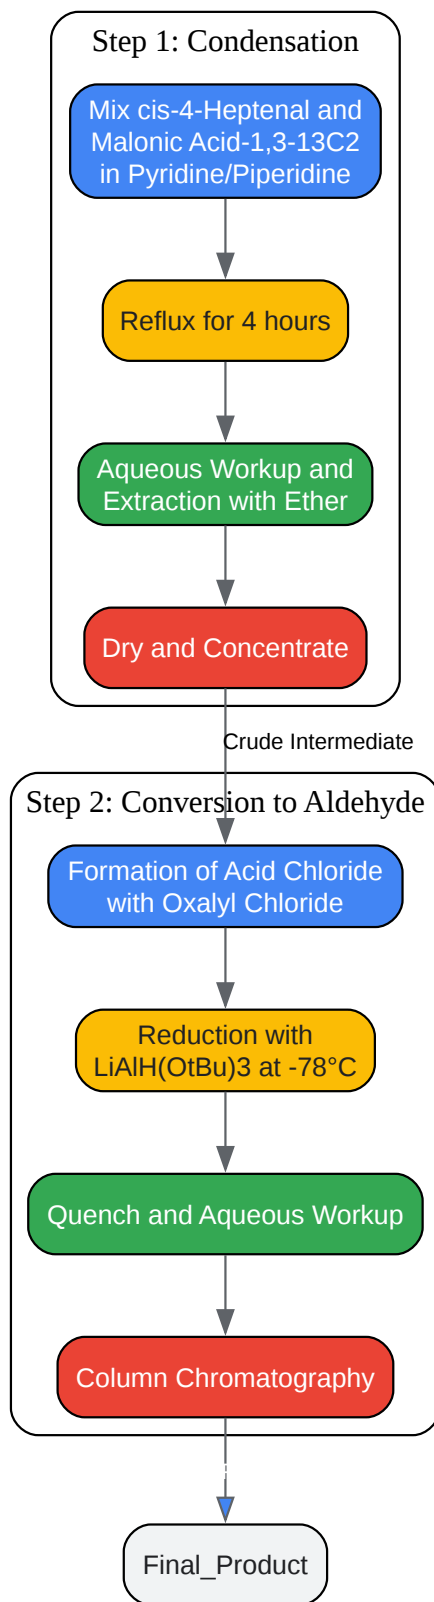 Step 1: Condensation
Mix cis-4-Heptenal and
Malonic Acid-1,3-13C2
in Pyridine/Piperidine
Reflux for 4 hours
Aqueous Workup and
Extraction with Ether
Dry and Concentrate
Crude Intermediate
Step 2: Conversion to Aldehyde
Formation of Acid Chloride
with Oxalyl Chloride
Reduction with
LiAlH(OtBu)3 at -78°C
Quench and Aqueous Workup
Column Chromatography
Final_Product